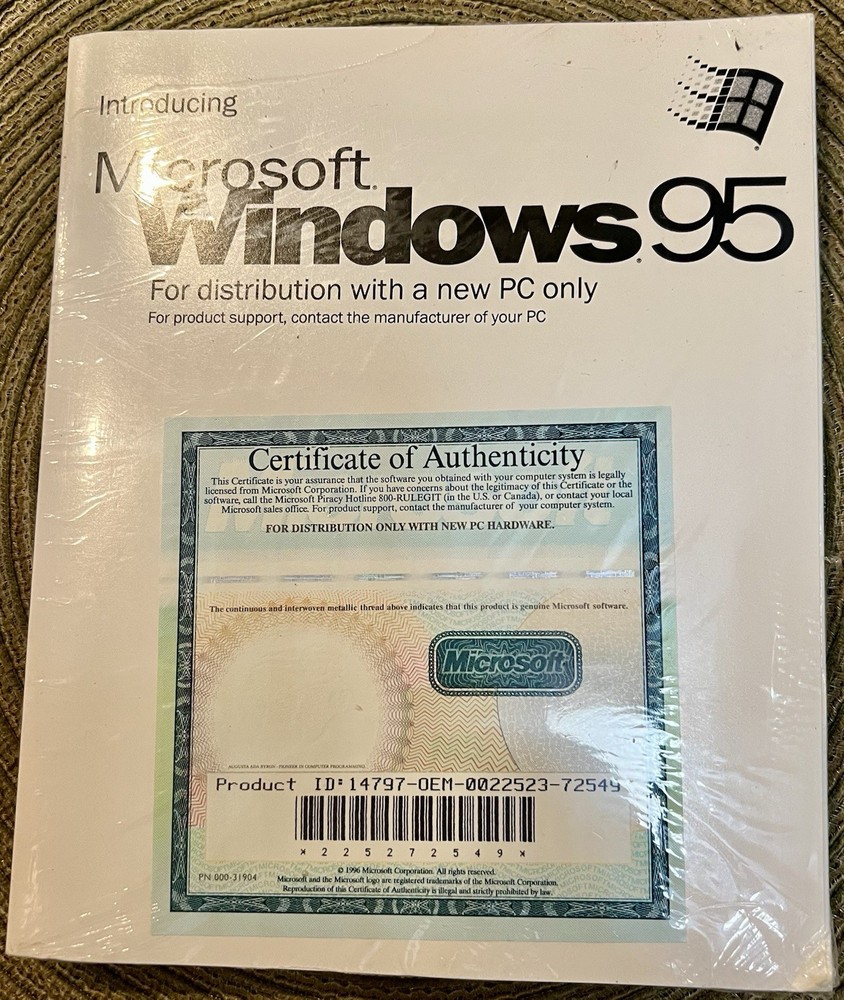 Introducing
Microsoft.
Windows 95
For distribution with a new PC only
For product support, contact the manufacturer of your PC
Certificate of Authenticity
This Certificate is your assurance that the software you obtained with your computer system is legally
licensed from Microsoft Corporation. If you have concerns about the legitimacy of this Certificate or the
software, call the Microsoft Piracy Hotline 800-RULEGIT (in the U.S. or Canada), or contact your local
Microsoft sales office. For product support, contact the manufacturer of your computer system.
FOR DISTRIBUTION ONLY WITH NEW PC HARDWARE.
The continuous and interwoven metallic thread above indicates that this product is genuine Microsoft software.
Microsoft
AUGUSTA ADA BYRON - PIONEER IN COMPUTER PROGRAMMING
Product ID: 14797-OEM-0022523-72549
* 2 2 5 2 7 2 5 4 9 *
PN 000-31904
© 1996 Microsoft Corporation. All rights reserved.
Microsoft and the Microsoft logo are registered trademarks of the Microsoft Corporation.
Reproduction of this Certificate of Authenticity is illegal and strictly prohibited by law.